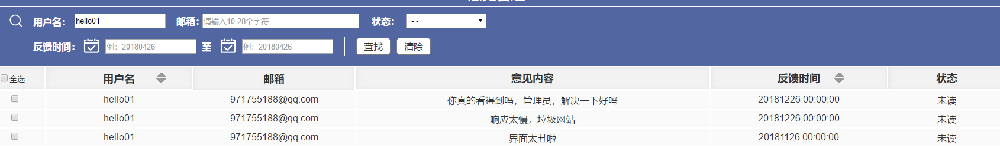 用户名： hello01 邮箱： 请输入10-28个字符 状态： - -
反馈时间： 例：20180426 至 例：20180426 查找 清除
全选 用户名 邮箱 意见内容 反馈时间 状态
hello01 971755188@qq.com 你真的看得到吗，管理员，解决一下好吗 20181226 00:00:00 未读
hello01 971755188@qq.com 响应太慢，垃圾网站 20181226 00:00:00 未读
hello01 971755188@qq.com 界面太丑啦 20181126 00:00:00 未读